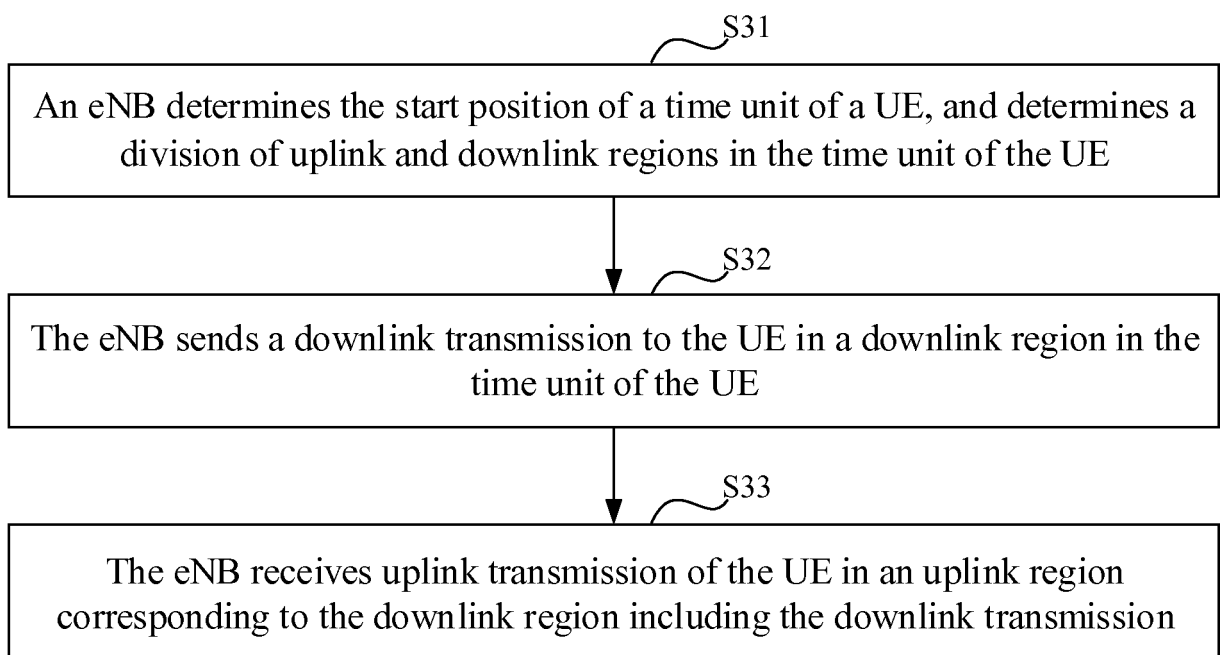 S31
An eNB determines the start position of a time unit of a UE, and determines a
division of uplink and downlink regions in the time unit of the UE
S32
The eNB sends a downlink transmission to the UE in a downlink region in the
time unit of the UE
S33
The eNB receives uplink transmission of the UE in an uplink region
corresponding to the downlink region including the downlink transmission